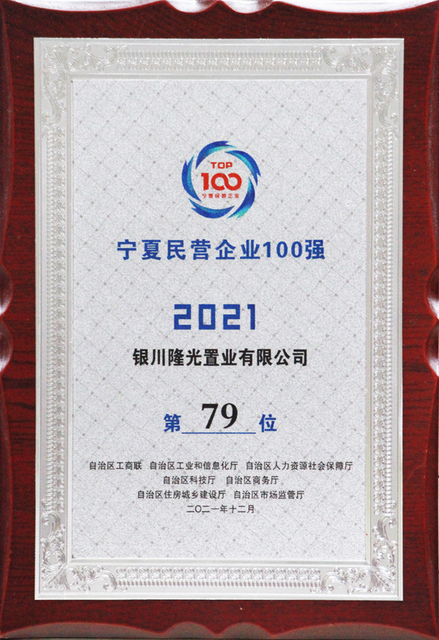 TOP
100
宁夏民营企业100强
2021
银川隆光置业有限公司
第 79 位
自治区工商联 自治区工业和信息化厅 自治区人力资源社会保障厅
自治区科技厅 自治区商务厅
自治区住房城乡建设厅 自治区市场监管厅
二〇二一年十二月